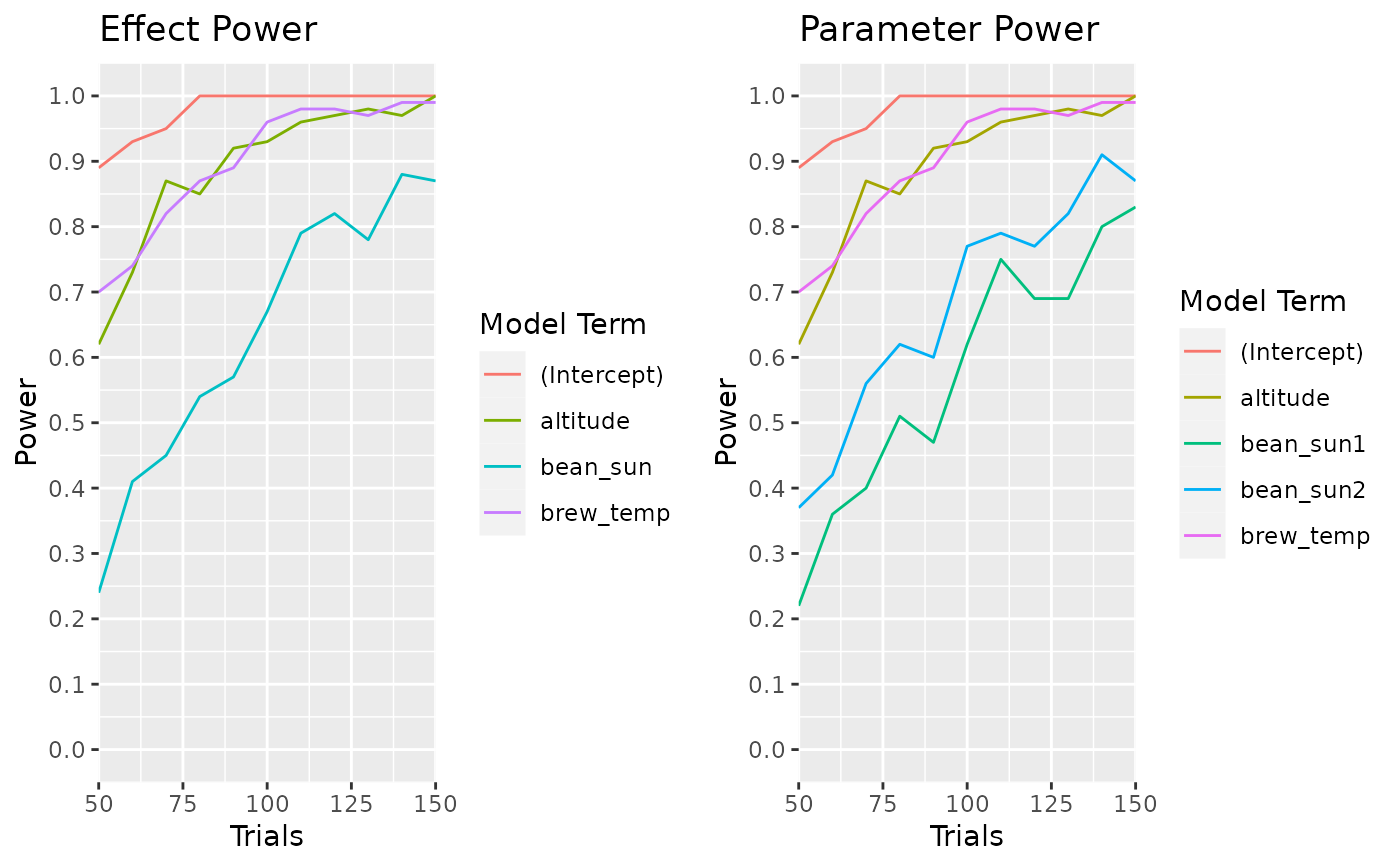 Effect Power
Power
1.0
0.9
0.8
0.7
0.6
0.5
0.4
0.3
0.2
0.1
0.0
50 75 100 125 150
Trials
Model Term
(Intercept)
altitude
bean_sun
brew_temp
Parameter Power
Power
1.0
0.9
0.8
0.7
0.6
0.5
0.4
0.3
0.2
0.1
0.0
50 75 100 125 150
Trials
Model Term
(Intercept)
altitude
bean_sun1
bean_sun2
brew_temp